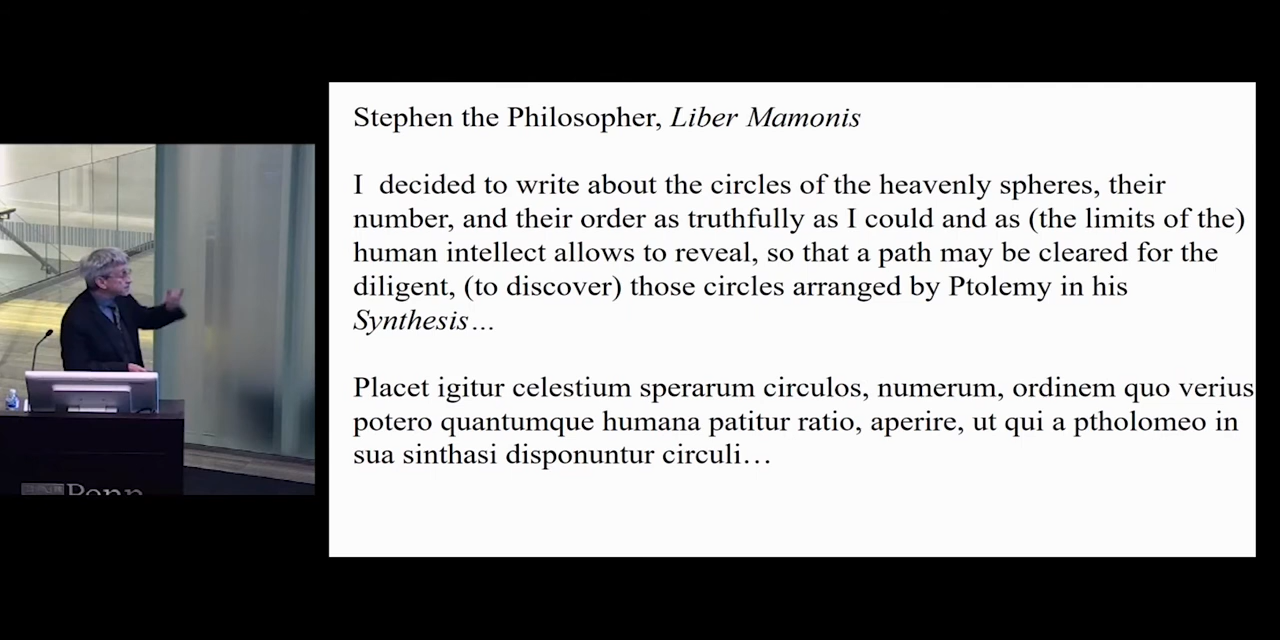 Stephen the Philosopher, Liber Mamonis
I decided to write about the circles of the heavenly spheres, their
number, and their order as truthfully as I could and as (the limits of the)
human intellect allows to reveal, so that a path may be cleared for the
diligent, (to discover) those circles arranged by Ptolemy in his
Synthesis…
Placet igitur celestium sperarum circulos, numerum, ordinem quo verius
potero quantumque humana patitur ratio, aperire, ut qui a ptholomeo in
sua sinthasi disponuntur circuli…
Penn